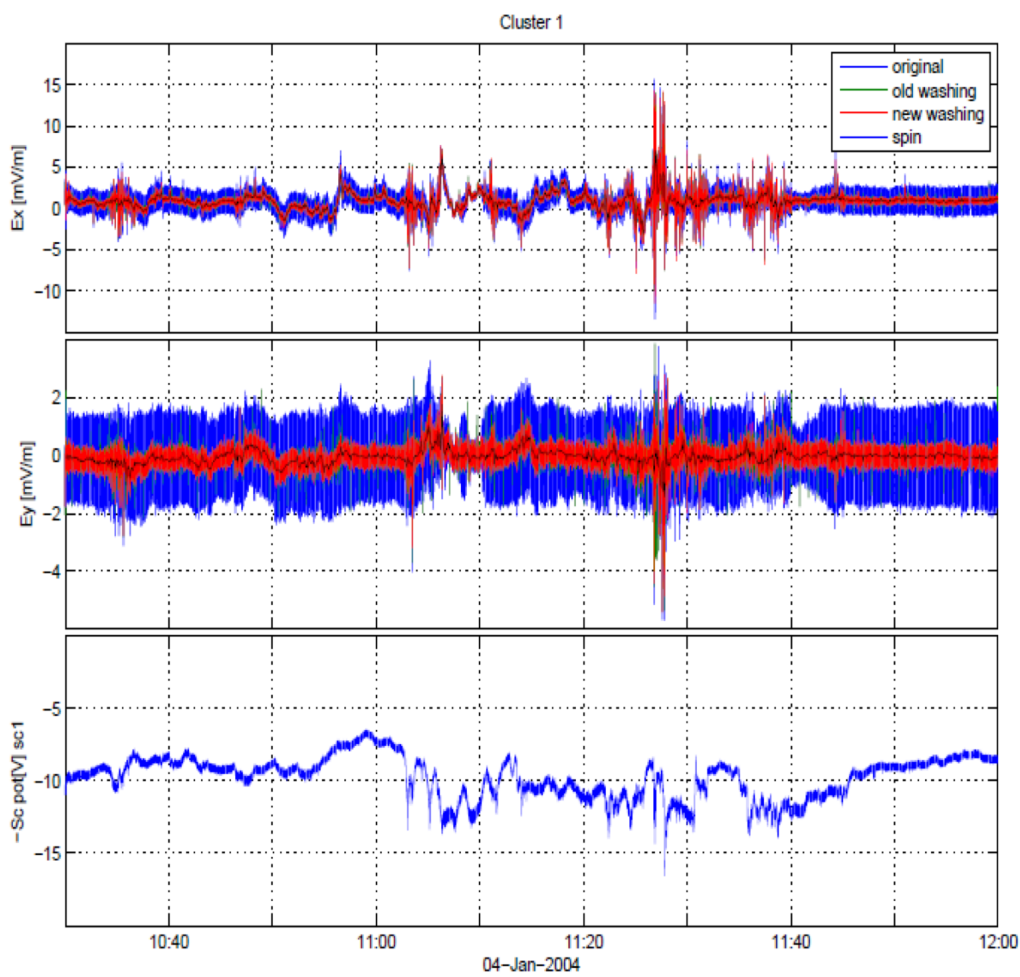 Cluster 1
original
old washing
new washing
spin
15
10
5
0
−5
−10
Ex [mV/m]
2
0
−2
−4
Ey [mV/m]
−5
−10
−15
−Sc pot[V] sc1
10:40 11:00 11:20 11:40 12:00
04−Jan−2004